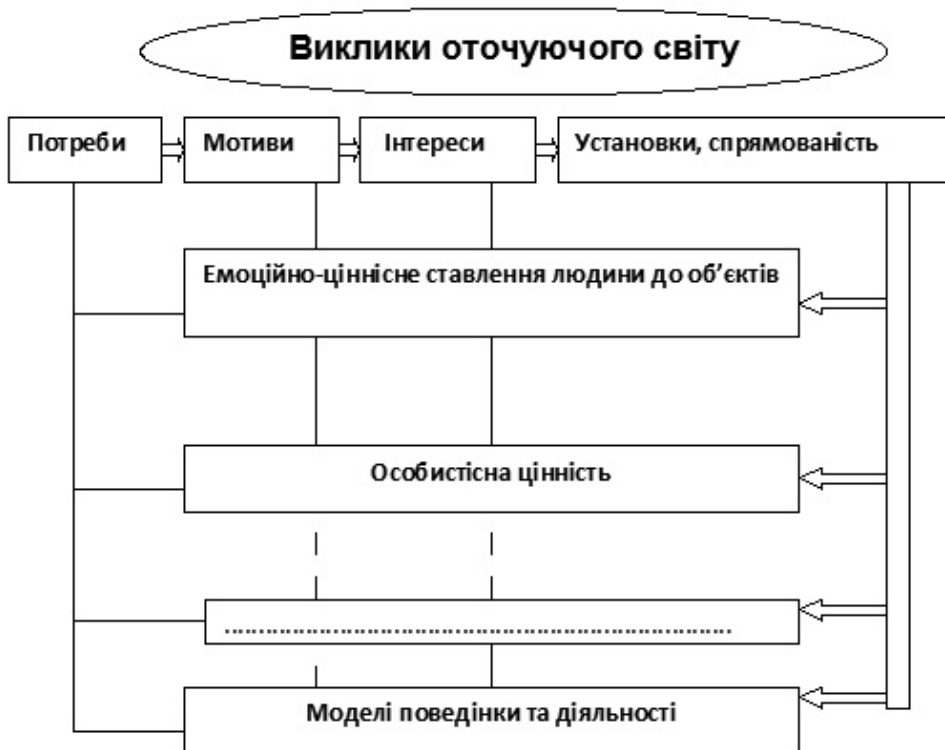 Виклики оточуючого світу
Потреби
Мотиви
Інтереси
Установки, спрямованість
Емоційно-ціннісне ставлення людини до об’єктів
Особистісна цінність
................................................................................
Моделі поведінки та діяльності